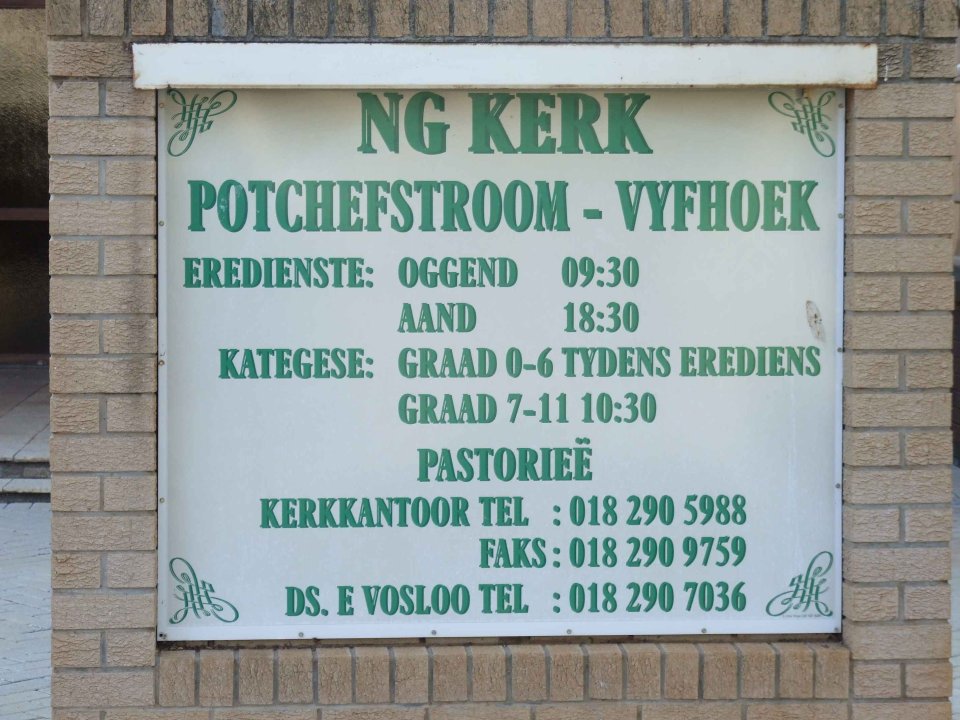 NG KERK
POTCHEFSTROOM - VYFHOEK
EREDIENSTE: OGGEND 09:30
AAND 18:30
KATEGESE: GRAAD 0-6 TYDENS EREDIENS
GRAAD 7-11 10:30
PASTORIEË
KERKKANTOOR TEL : 018 290 5988
FAKS : 018 290 9759
DS. E VOSLOO TEL : 018 290 7036